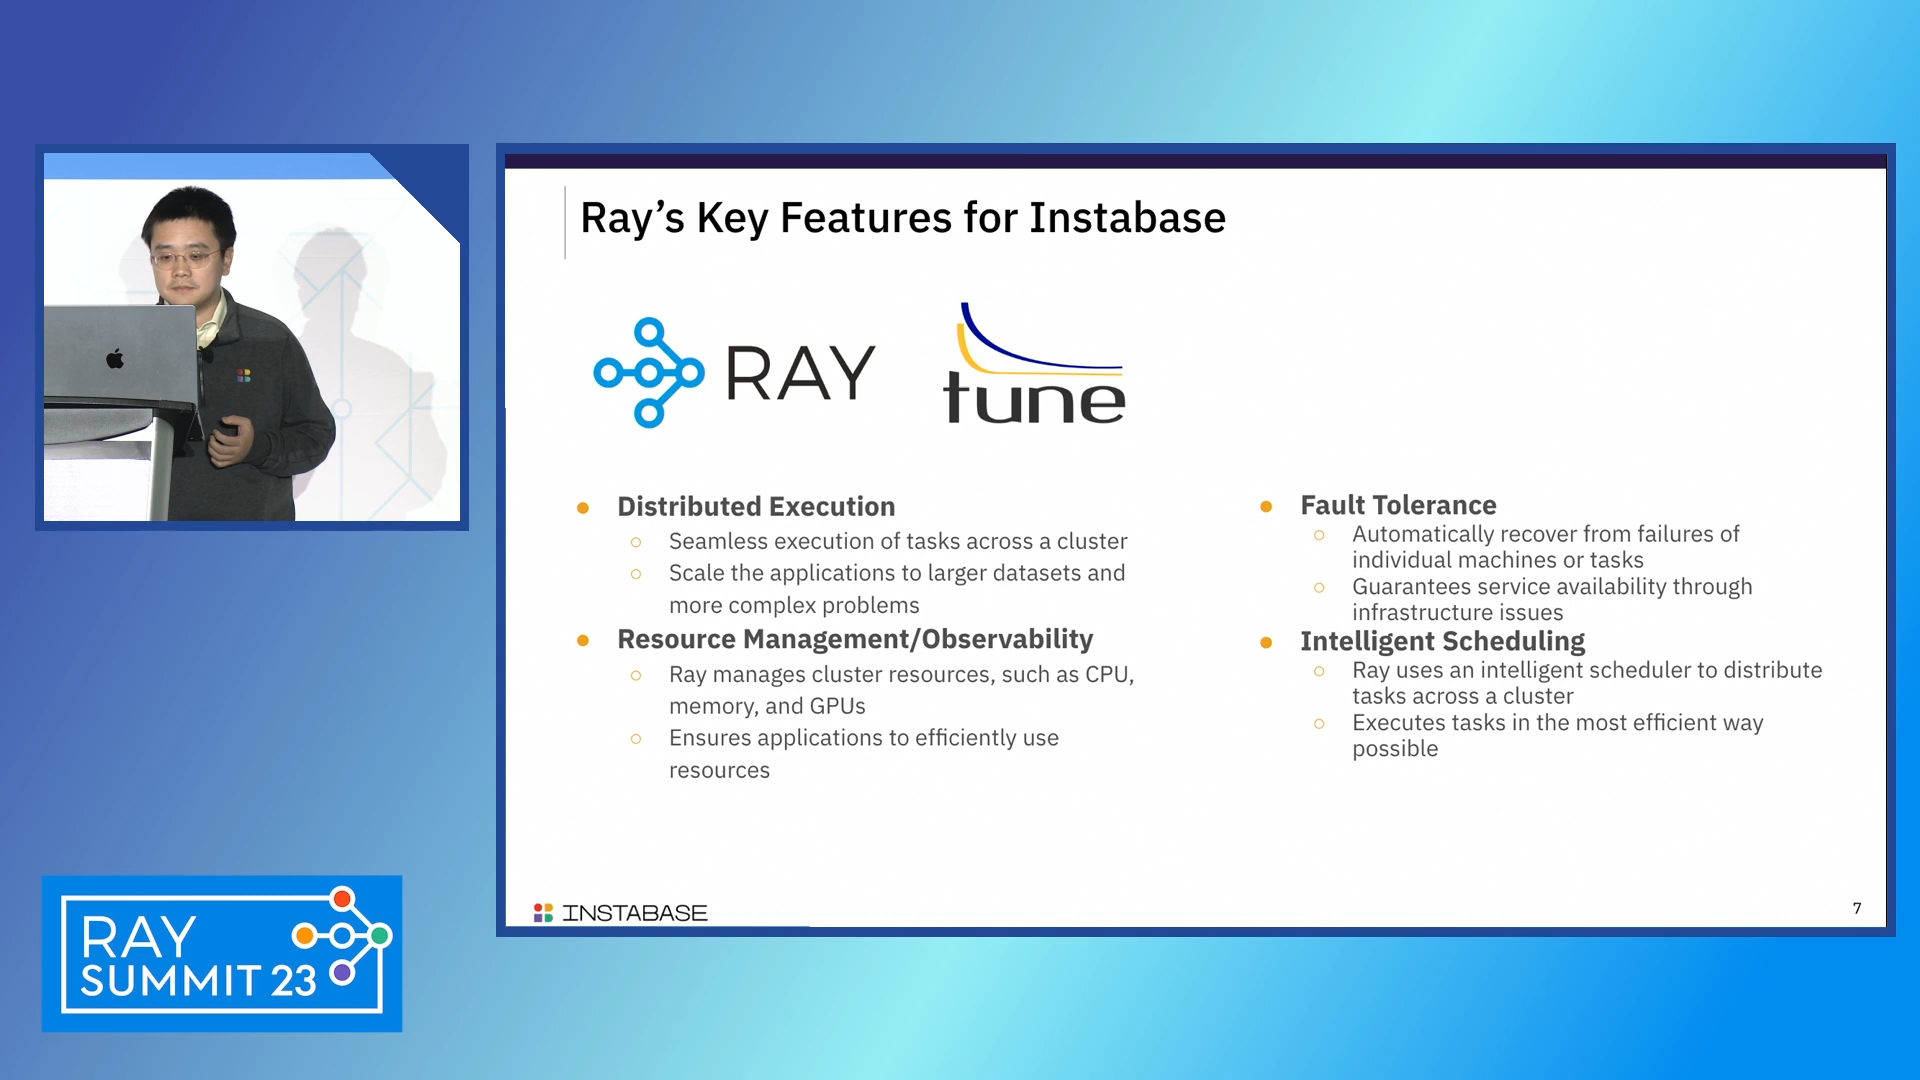 Ray’s Key Features for Instabase
RAY
tune
● Distributed Execution
○ Seamless execution of tasks across a cluster
○ Scale the applications to larger datasets and
more complex problems
● Resource Management/Observability
○ Ray manages cluster resources, such as CPU,
memory, and GPUs
○ Ensures applications to efficiently use
resources
● Fault Tolerance
○ Automatically recover from failures of
individual machines or tasks
○ Guarantees service availability through
infrastructure issues
● Intelligent Scheduling
○ Ray uses an intelligent scheduler to distribute
tasks across a cluster
○ Executes tasks in the most efficient way
possible
INSTABASE
7
RAY
SUMMIT 23